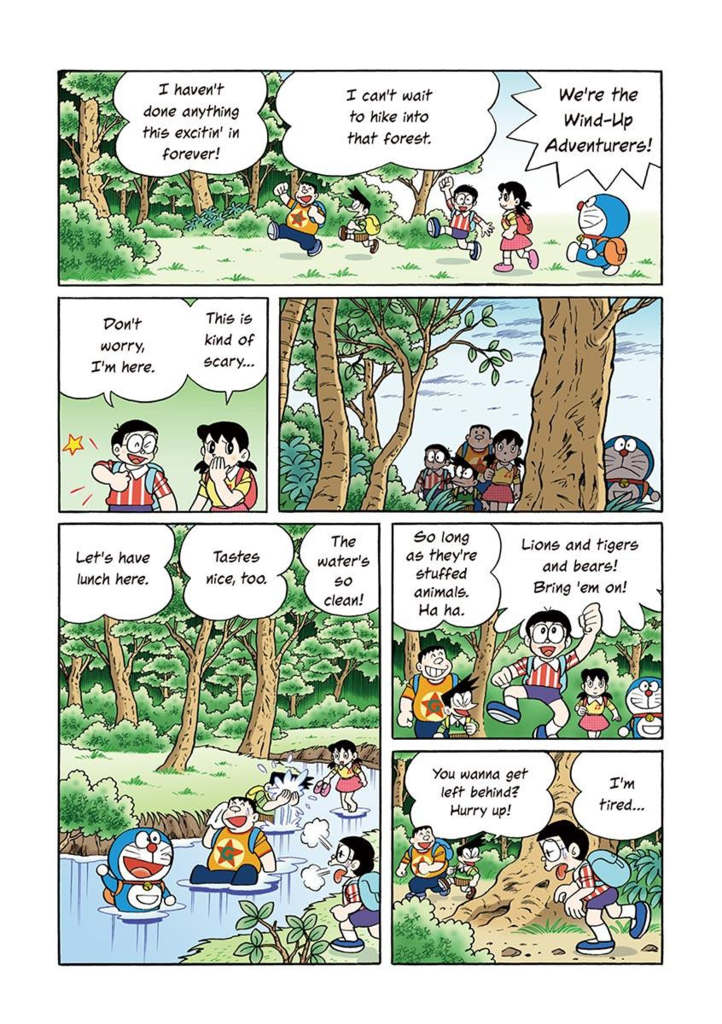 We're the
Wind-Up
Adventurers!
I can't wait
to hike into
that forest.
I haven't
done anything
this excitin' in
forever!
This is
kind of
scary...
Don't
worry,
I'm here.
Lions and tigers
and bears!
Bring 'em on!
So long
as they're
stuffed
animals.
Ha ha.
I'm
tired...
You wanna get
left behind?
Hurry up!
The
water's
so
clean!
Tastes
nice, too.
Let's have
lunch here.